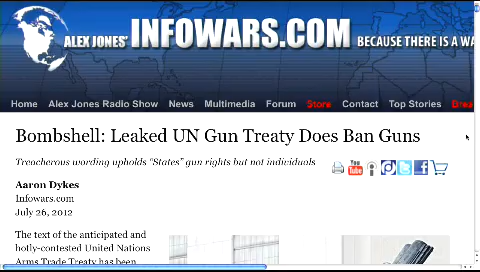 ALEX JONES' INFOWARS.COM BECAUSE THERE IS A WA
Home Alex Jones Radio Show News Multimedia Forum Store Contact Top Stories Brea
Bombshell: Leaked UN Gun Treaty Does Ban Guns
Treacherous wording upholds “States” gun rights but not individuals
You Tube
Aaron Dykes
Infowars.com
July 26, 2012
The text of the anticipated and
hotly-contested United Nations
Arms Trade Treaty has been